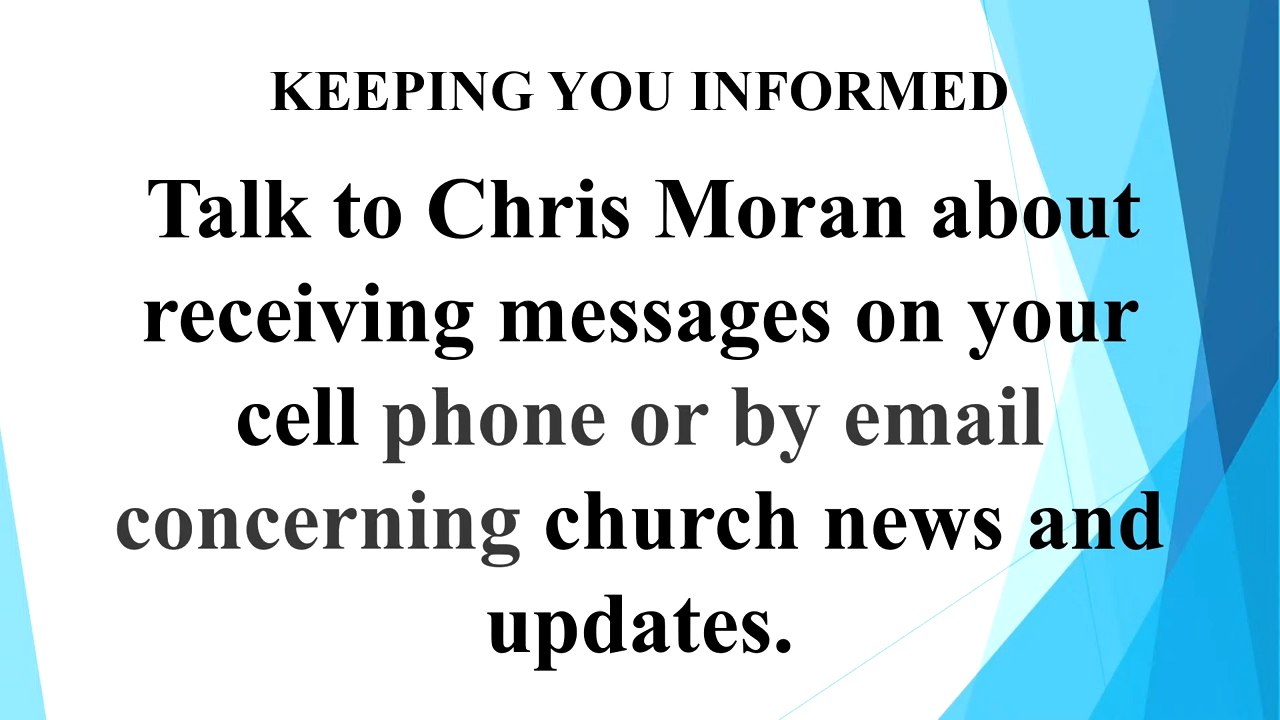 KEEPING YOU INFORMED
Talk to Chris Moran about
receiving messages on your
cell phone or by email
concerning church news and
updates.